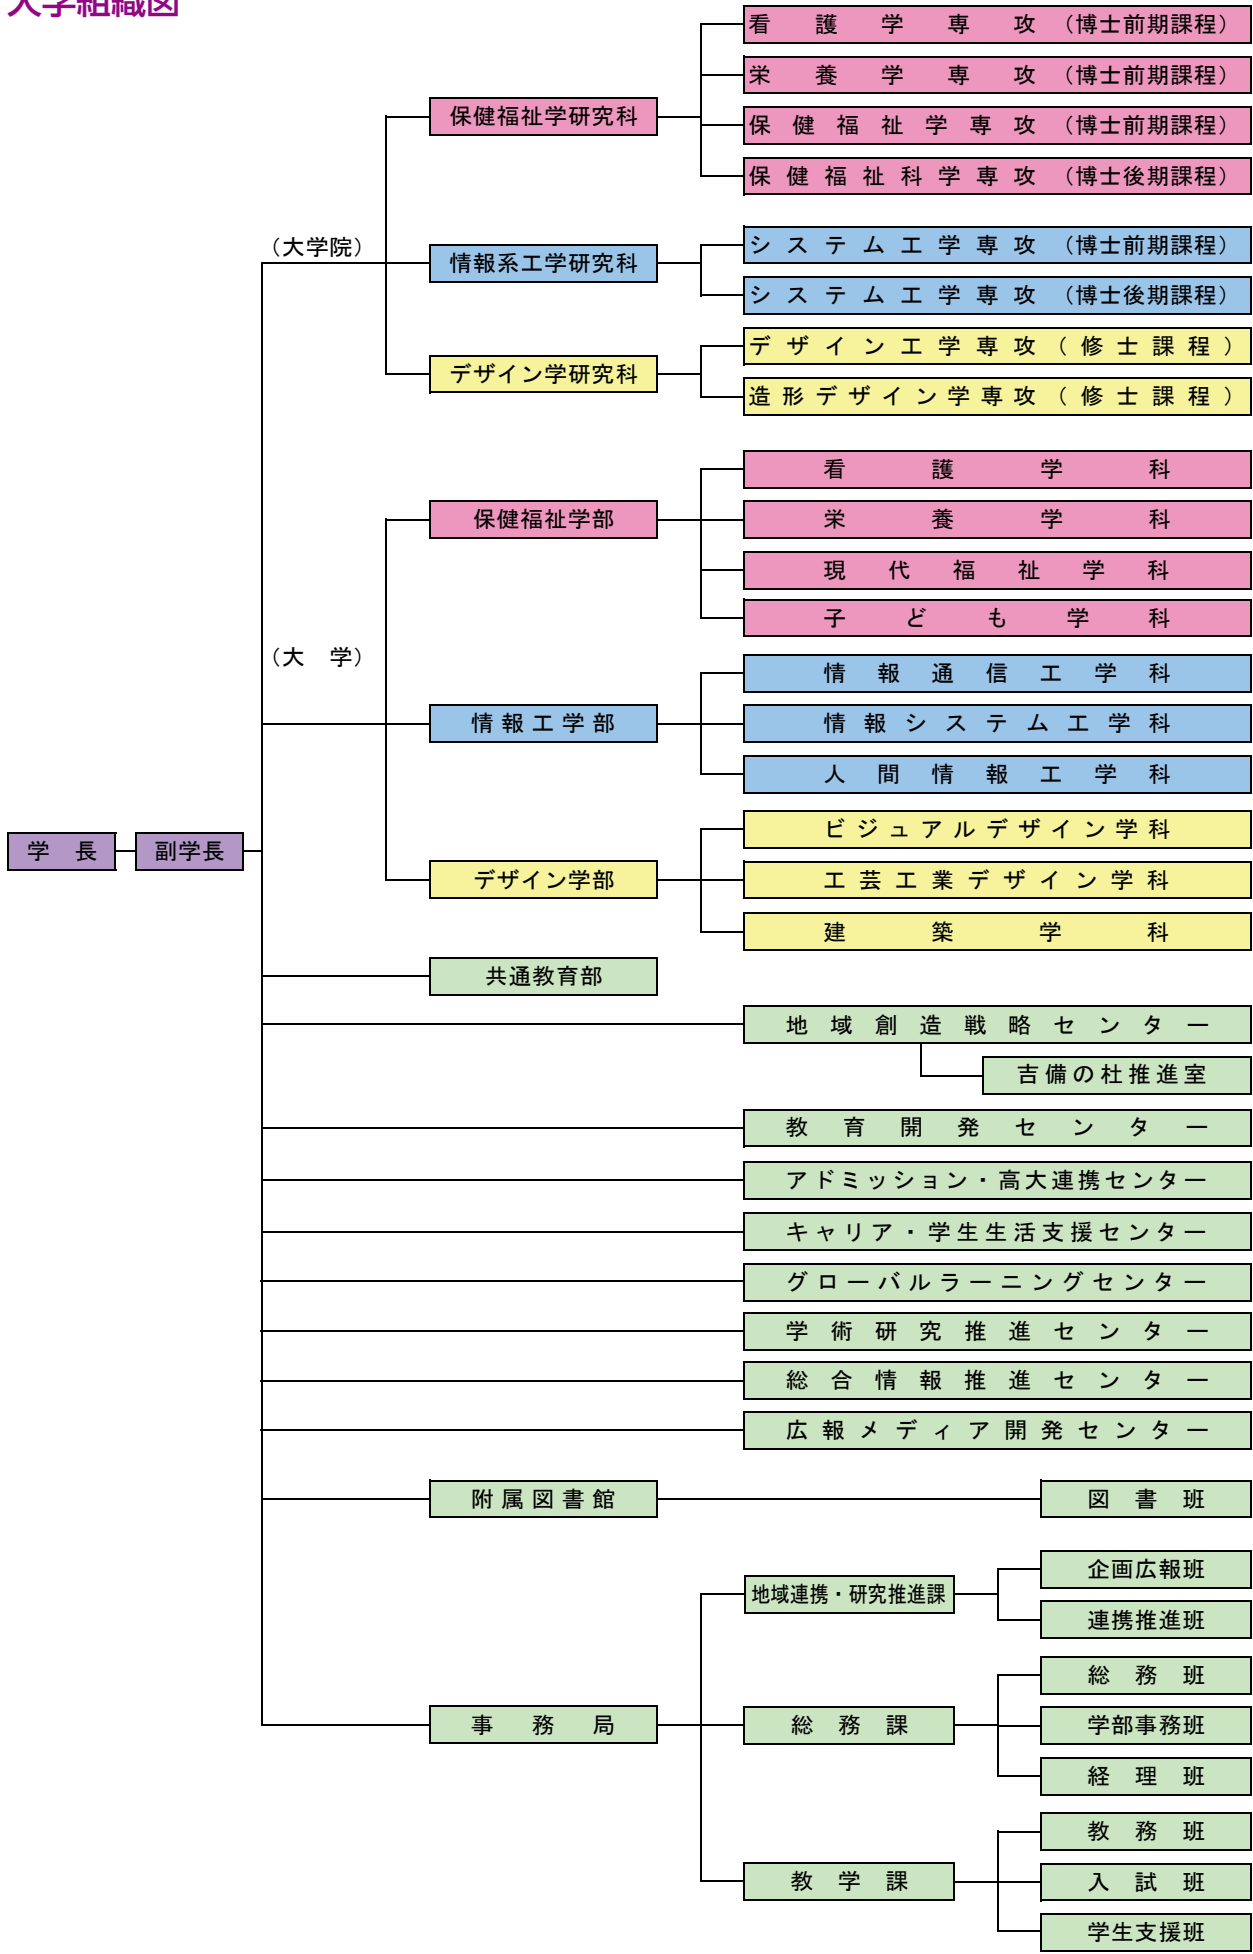 大学組織図
看護学専攻（博士前期課程）
栄養学専攻（博士前期課程）
保健福祉学研究科
保健福祉学専攻（博士前期課程）
保健福祉科学専攻（博士後期課程）
（大学院）
システム工学専攻（博士前期課程）
情報系工学研究科
システム工学専攻（博士後期課程）
デザイン工学専攻（修士課程）
デザイン学研究科
造形デザイン学専攻（修士課程）
看護学科
保健福祉学部
栄養学科
現代福祉学科
子ども学科
（大　学）
情報通信工学科
情報工学部
情報システム工学科
人間情報工学科
ビジュアルデザイン学科
学　長
副学長
デザイン学部
工芸工業デザイン学科
建築学科
共通教育部
地域創造戦略センター
吉備の杜推進室
教育開発センター
アドミッション・高大連携センター
キャリア・学生生活支援センター
グローバルラーニングセンター
学術研究推進センター
総合情報推進センター
広報メディア開発センター
附属図書館
図書班
企画広報班
地域連携・研究推進課
連携推進班
総務班
事務局
総務課
学部事務班
経理班
教務班
教学課
入試班
学生支援班